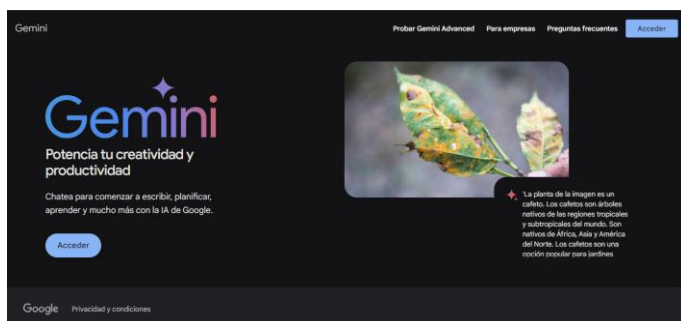 Gemini
Probar Gemini Advanced Para empresas Preguntas frecuentes Acceder
Gemini
Potencia tu creatividad y
productividad
Chatea para comenzar a escribir, planificar,
aprender y mucho más con la IA de Google.
Acceder
"La planta de la imagen es un
cafeto. Los cafetos son árboles
nativos de las regiones tropicales
y subtropicales del mundo. Son
nativos de África, Asia y América
del Norte. Los cafetos son una
opción popular para jardines
Google Privacidad y condiciones